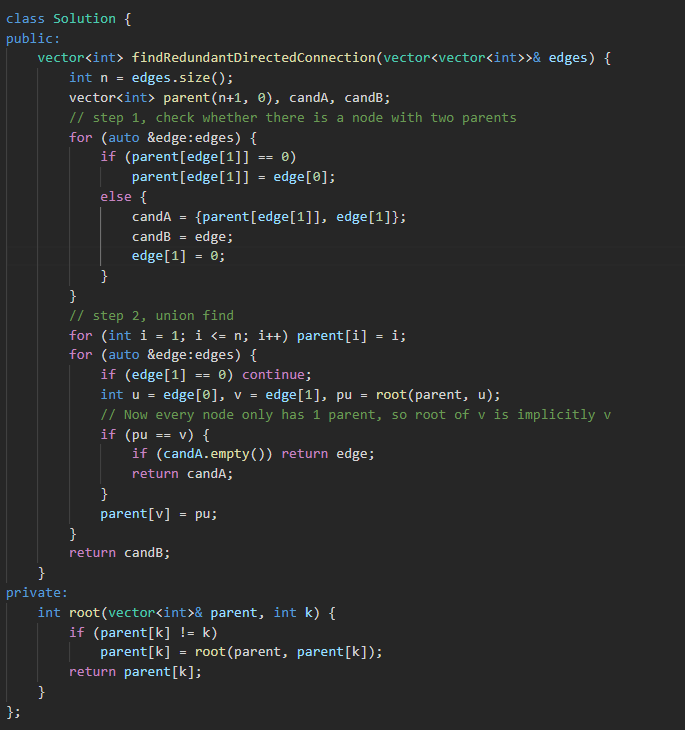 class Solution {
public:
    vector<int> findRedundantDirectedConnection(vector<vector<int>>& edges) {
        int n = edges.size();
        vector<int> parent(n+1, 0), candA, candB;
        // step 1, check whether there is a node with two parents
        for (auto &edge:edges) {
            if (parent[edge[1]] == 0)
                parent[edge[1]] = edge[0];
            else {
                candA = {parent[edge[1]], edge[1]};
                candB = edge;
                edge[1] = 0;
            }
        }
        // step 2, union find
        for (int i = 1; i <= n; i++) parent[i] = i;
        for (auto &edge:edges) {
            if (edge[1] == 0) continue;
            int u = edge[0], v = edge[1], pu = root(parent, u);
            // Now every node only has 1 parent, so root of v is implicitly v
            if (pu == v) {
                if (candA.empty()) return edge;
                return candA;
            }
            parent[v] = pu;
        }
        return candB;
    }
private:
    int root(vector<int>& parent, int k) {
        if (parent[k] != k)
            parent[k] = root(parent, parent[k]);
        return parent[k];
    }
};